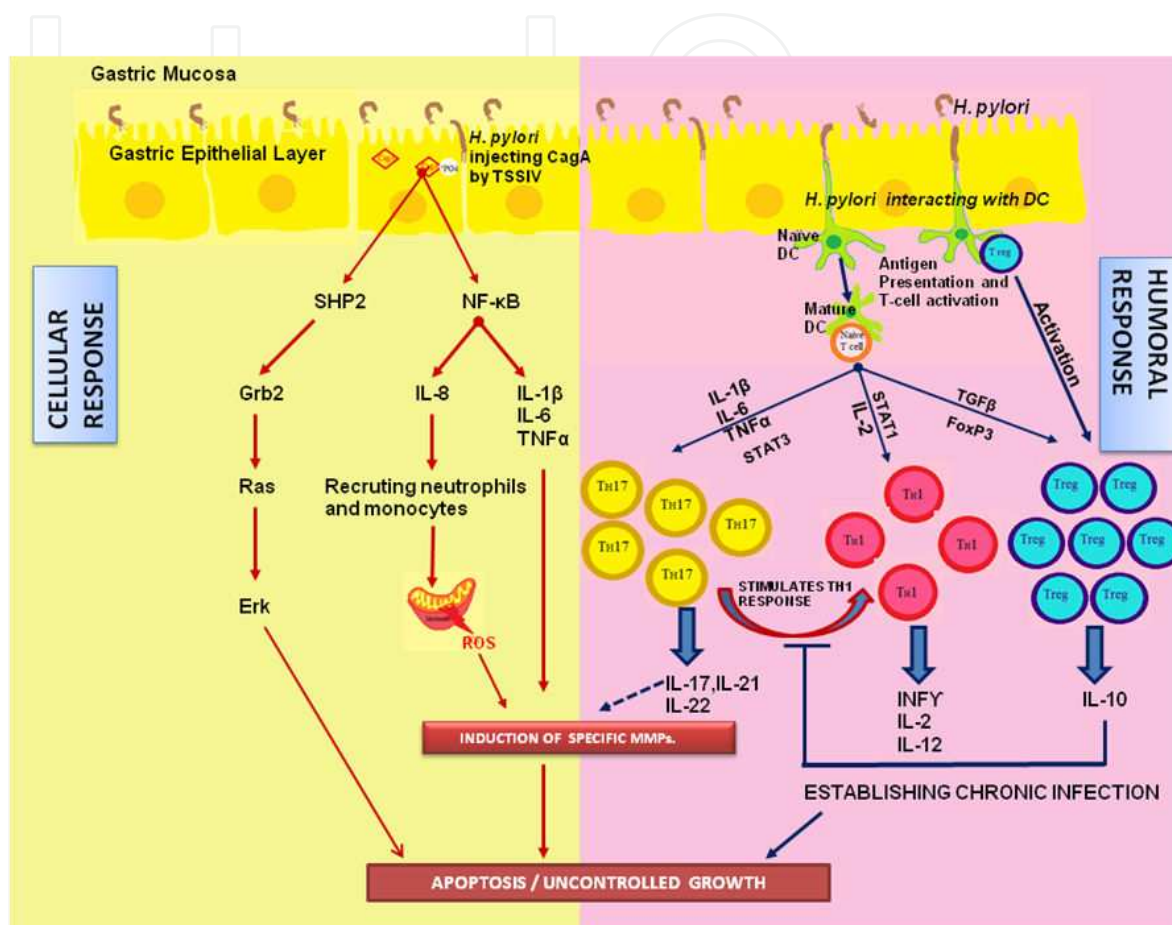 Gastric Mucosa
Gastric Epithelial Layer
H. pylori
injecting CagA
by TSSIV
H. pylori
H. pylori interacting with DC
Naïve
DC
Treg
Antigen
Presentation and
T-cell activation
Mature
DC
Naive
T cell
CELLULAR
RESPONSE
HUMORAL
RESPONSE
Activation
SHP2
NF-κB
Grb2
IL-8
IL-1β
IL-6
TNFα
IL-1β
IL-6
TNFα
STAT3
STAT1
IL-2
TGFβ
FoxP3
Ras
Recruting neutrophils
and monocytes
Erk
ROS
TH17
TH17
TH17
TH17
TH17
TH1
TH1
TH1
TH1
Treg
Treg
Treg
Treg
Treg
Treg
Treg
STIMULATES TH1
RESPONSE
IL-17,IL-21
IL-22
INFϒ
IL-2
IL-12
IL-10
INDUCTION OF SPECIFIC MMPs.
ESTABLISHING CHRONIC INFECTION
APOPTOSIS / UNCONTROLLED GROWTH